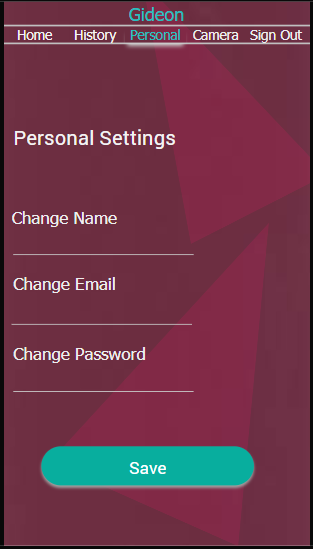 Gideon
Home History Personal Camera Sign Out
Personal Settings
Change Name
Change Email
Change Password
Save